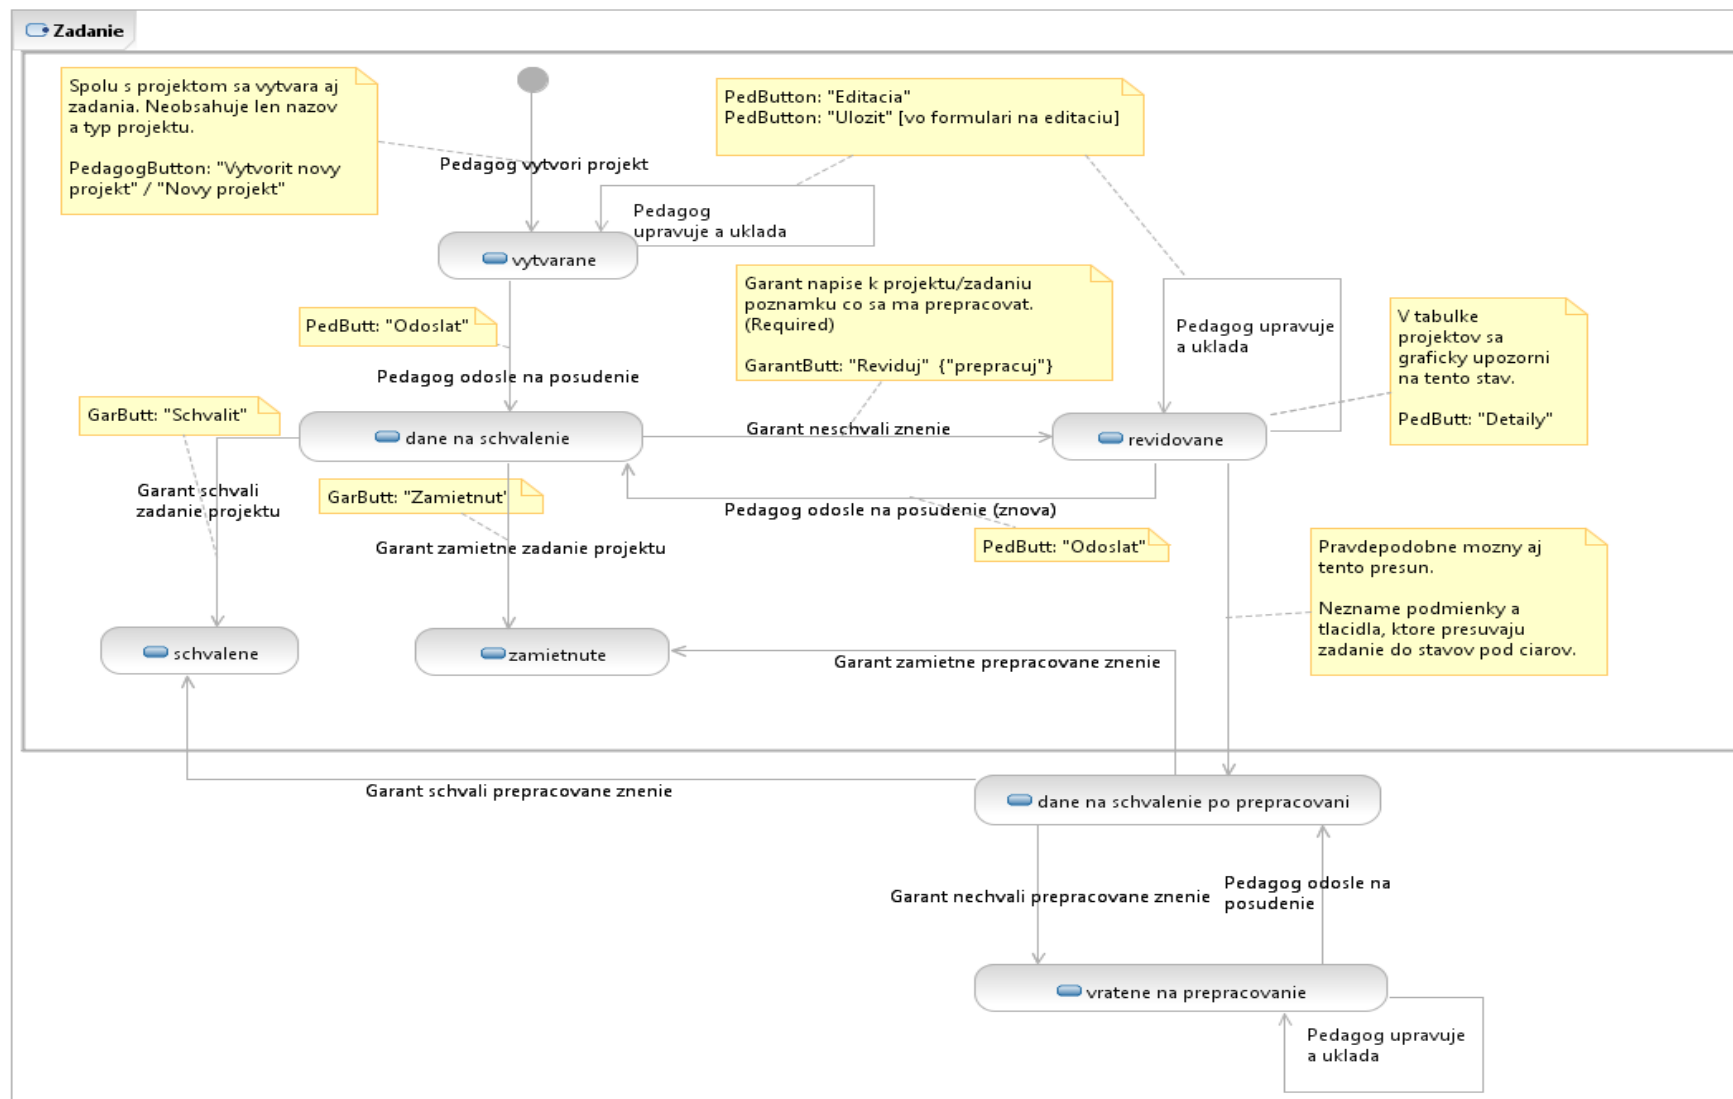 Zadanie
Spolu s projektom sa vytvara aj
zadania. Neobsahuje len nazov
a typ projektu.
PedagogButton: "Vytvorit novy
projekt" / "Novy projekt"
PedButton: "Editacia"
PedButton: "Ulozit" [vo formulari na editaciu]
Pedagog vytvori projekt
Pedagog
upravuje a uklada
vytvarane
Garant napise k projektu/zadaniu
poznamku co sa ma prepracovat.
(Required)
GarantButt: "Reviduj" {"prepracuj"}
PedButt: "Odoslat"
Pedagog upravuje
a uklada
V tabulke
projektov sa
graficky upozorni
na tento stav.
PedButt: "Detaily"
Pedagog odosle na posudenie
GarButt: "Schvalit"
dane na schvalenie
Garant neschvali znenie
revidovane
Garant schvali
zadanie projektu
GarButt: "Zamietnut'
Pedagog odosle na posudenie (znova)
Garant zamietne zadanie projektu
PedButt: "Odoslat"
Pravdepodobne mozny aj
tento presun.
Nezname podmienky a
tlacidla, ktore presuvaju
zadanie do stavov pod ciarov.
schvalene
zamietnute
Garant zamietne prepracovane znenie
Garant schvali prepracovane znenie
dane na schvalenie po prepracovani
Garant nechvali prepracovane znenie
Pedagog odosle na
posudenie
vratene na prepracovanie
Pedagog upravuje
a uklada